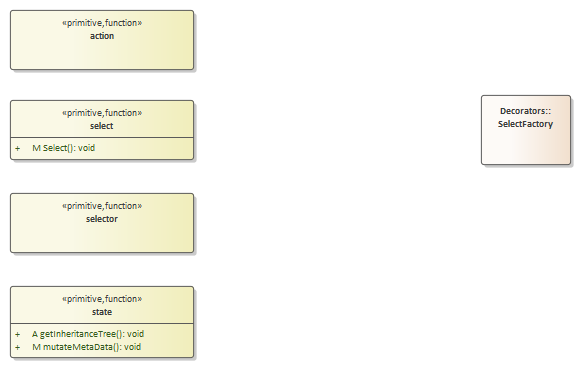 «primitive,function»
action
«primitive,function»
select
+ M Select(): void
«primitive,function»
selector
«primitive,function»
state
+ A getInheritanceTree(): void
+ M mutateMetaData(): void
Decorators::
SelectFactory